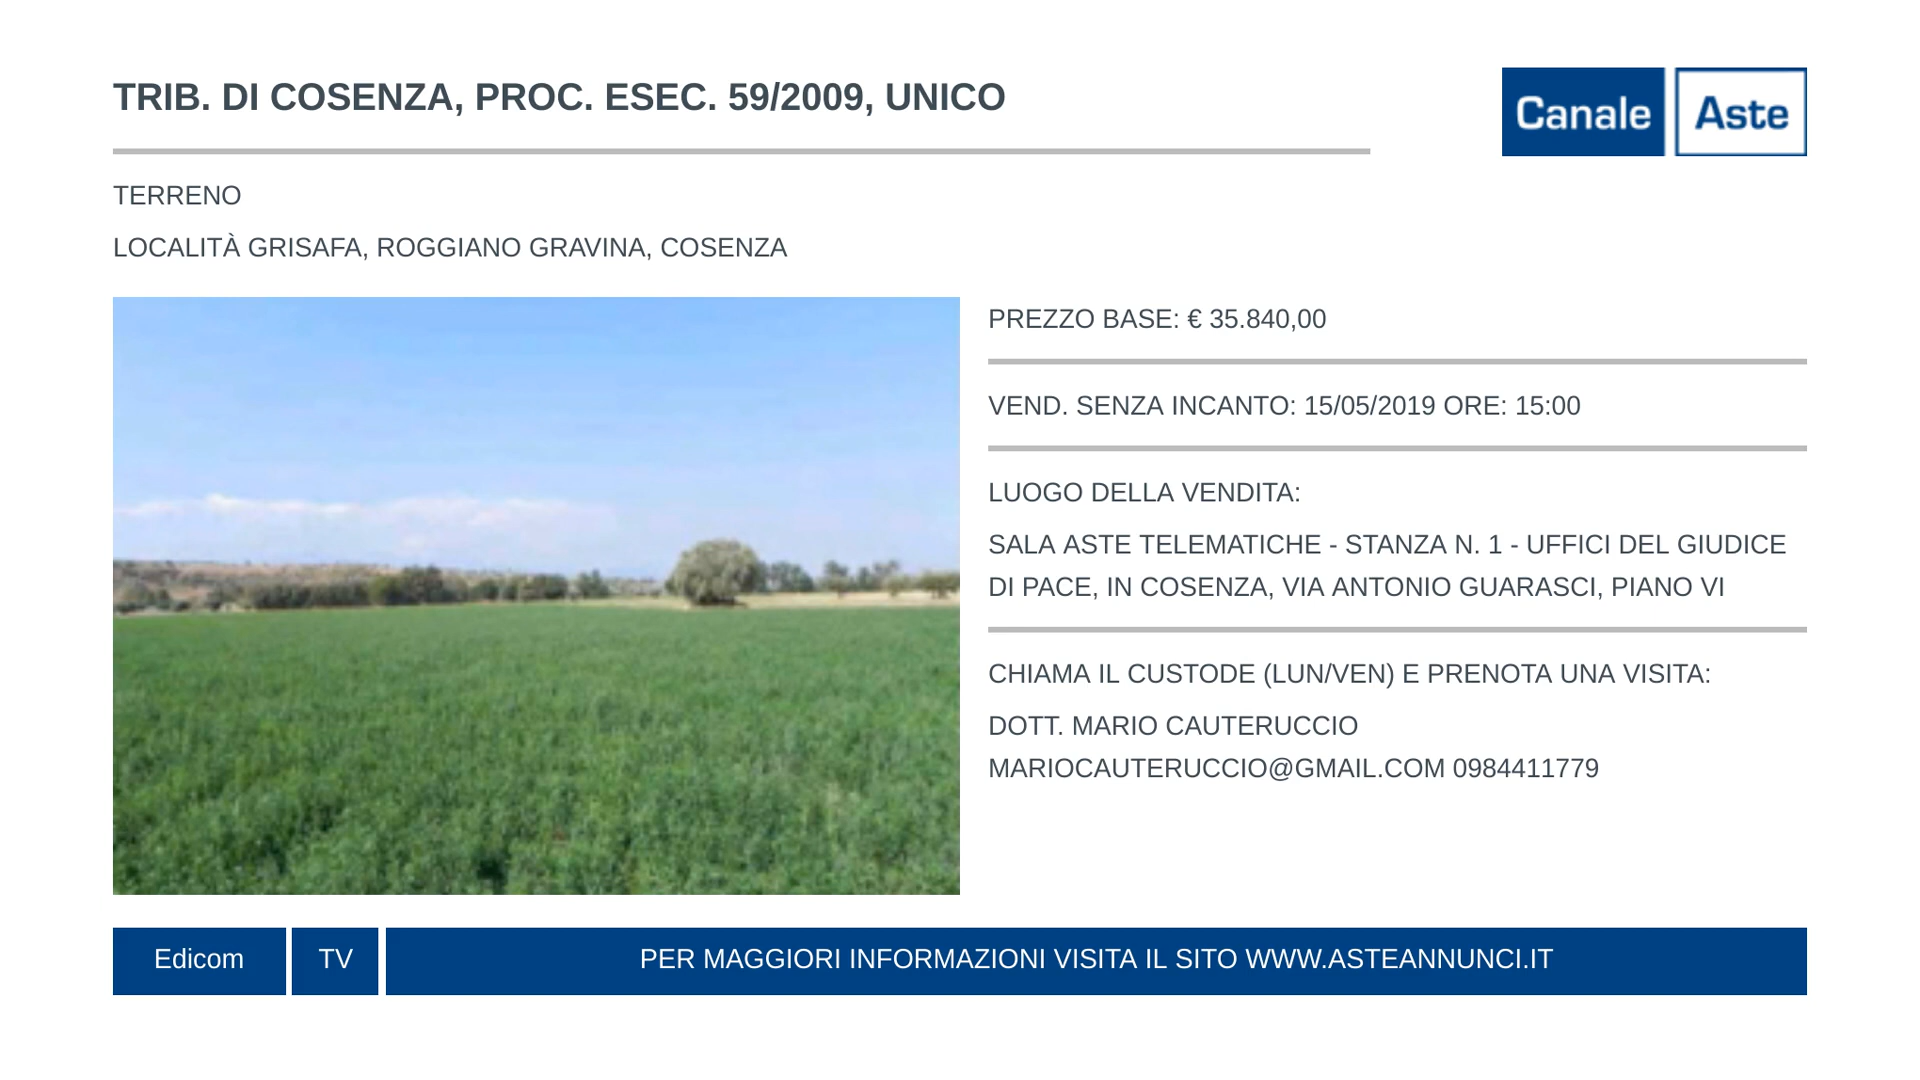 TRIB. DI COSENZA, PROC. ESEC. 59/2009, UNICO
Canale Aste
TERRENO
LOCALITÀ GRISAFA, ROGGIANO GRAVINA, COSENZA
PREZZO BASE: € 35.840,00
VEND. SENZA INCANTO: 15/05/2019 ORE: 15:00
LUOGO DELLA VENDITA:
SALA ASTE TELEMATICHE - STANZA N. 1 - UFFICI DEL GIUDICE
DI PACE, IN COSENZA, VIA ANTONIO GUARASCI, PIANO VI
CHIAMA IL CUSTODE (LUN/VEN) E PRENOTA UNA VISITA:
DOTT. MARIO CAUTERUCCIO
MARIOCAUTERUCCIO@GMAIL.COM 0984411779
Edicom TV PER MAGGIORI INFORMAZIONI VISITA IL SITO WWW.ASTEANNUNCI.IT